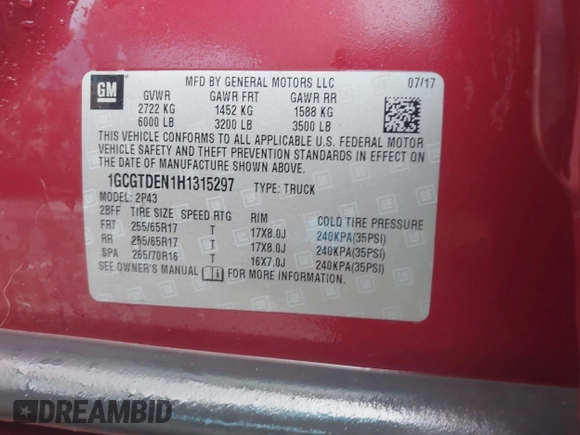 GM
MFD BY GENERAL MOTORS LLC 07/17
GVWR GAWR FRT GAWR RR
2722 KG 1452 KG 1588 KG
6000 LB 3200 LB 3500 LB
THIS VEHICLE CONFORMS TO ALL APPLICABLE U.S. FEDERAL MOTOR
VEHICLE SAFETY AND THEFT PREVENTION STANDARDS IN EFFECT
ON THE DATE OF MANUFACTURE SHOWN ABOVE.
1GCGTDEN1H1315297 TYPE: TRUCK
MODEL: 2P43
2BFF TIRE SIZE SPEED RTG RIM COLD TIRE PRESSURE
FRT 255/65R17 T 17X8.0J 240KPA(35PSI)
RR 255/65R17 T 17X8.0J 240KPA(35PSI)
SPA 265/70R16 T 16X7.0J 240KPA(35PSI)
SEE OWNER'S MANUAL FOR MORE INFORMATION.
DREAMBID